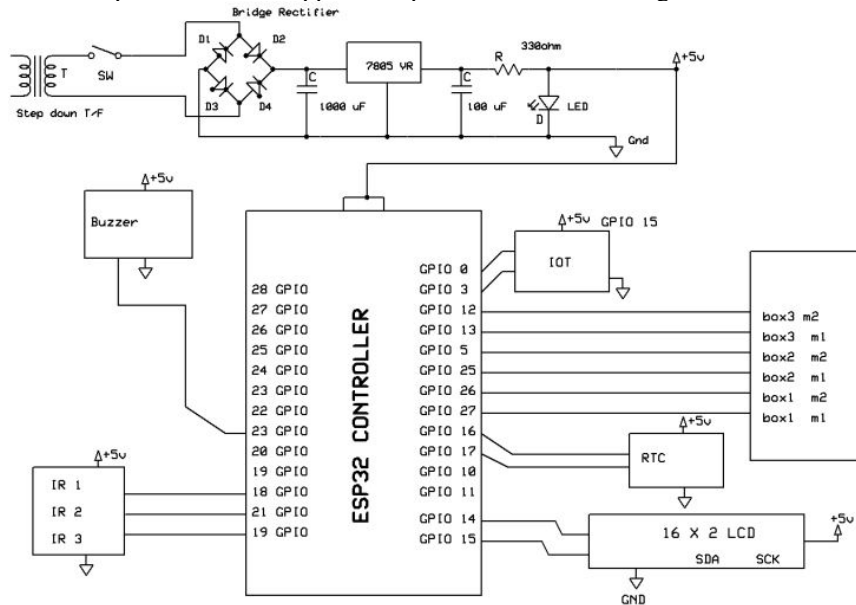 Bridge Rectifier
D1
D2
D3
D4
T
SW
Step down T/F
C
1000 uF
7805 VR
C
100 uF
R
330ohm
+5v
LED
D
Gnd
+5v
Buzzer
+5v
GPIO 15
IOT
28 GPIO
27 GPIO
26 GPIO
25 GPIO
24 GPIO
23 GPIO
22 GPIO
23 GPIO
20 GPIO
19 GPIO
18 GPIO
21 GPIO
19 GPIO
ESP32 CONTROLLER
GPIO 0
GPIO 3
GPIO 12
GPIO 13
GPIO 5
GPIO 25
GPIO 26
GPIO 27
GPIO 16
GPIO 17
GPIO 10
GPIO 11
GPIO 14
GPIO 15
box3 m2
box3 m1
box2 m2
box2 m1
box1 m2
box1 m1
+5v
RTC
+5v
IR 1
IR 2
IR 3
16 X 2 LCD
SDA SCK
+5v
GND